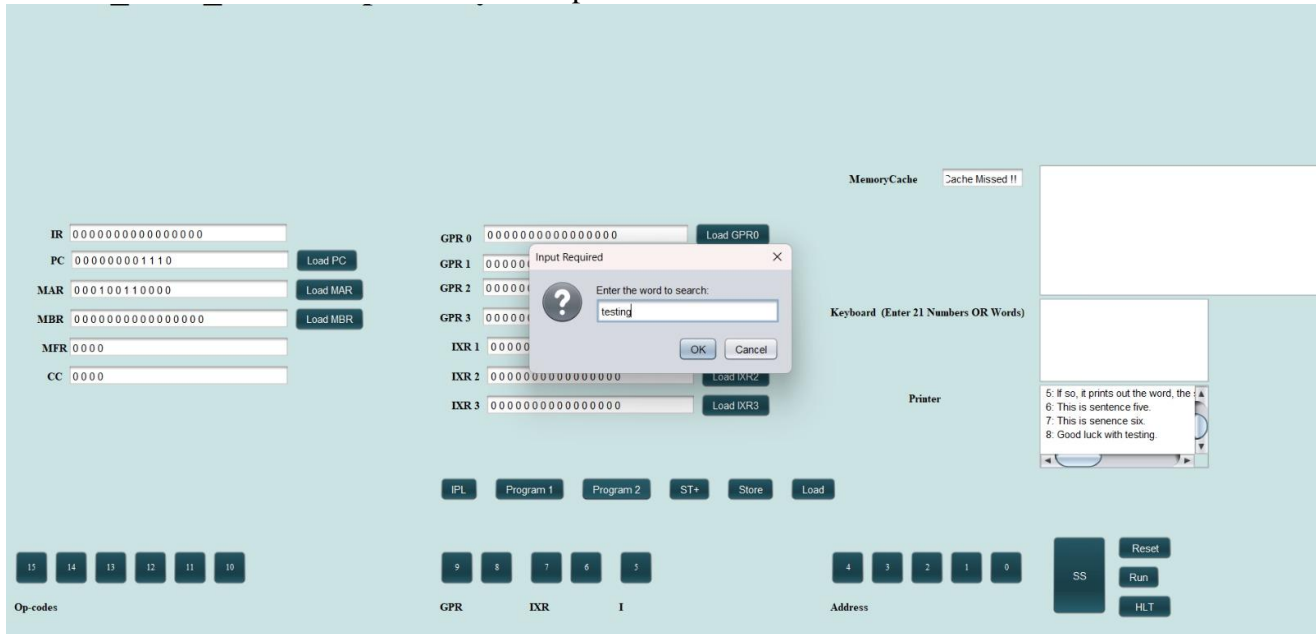 MemoryCache Cache Missed !!
IR 0000000000000000
PC 000000001110 Load PC
MAR 000100110000 Load MAR
MBR 0000000000000000 Load MBR
MFR 0000
CC 0000
GPR 0 0000000000000000 Load GPR0
GPR 1 00000
GPR 2 00000
GPR 3 00000
IXR 1 00000
IXR 2 0000000000000000 Load IXR2
IXR 3 0000000000000000 Load IXR3
Input Required
Enter the word to search:
testing
OK Cancel
Keyboard (Enter 21 Numbers OR Words)
Printer
5: If so, it prints out the word, the
6: This is sentence five.
7: This is senence six.
8: Good luck with testing.
IPL Program 1 Program 2 ST+ Store Load
15 14 13 12 11 10 9 8 7 6 5 4 3 2 1 0
Op-codes GPR IXR I Address
SS
Reset
Run
HLT